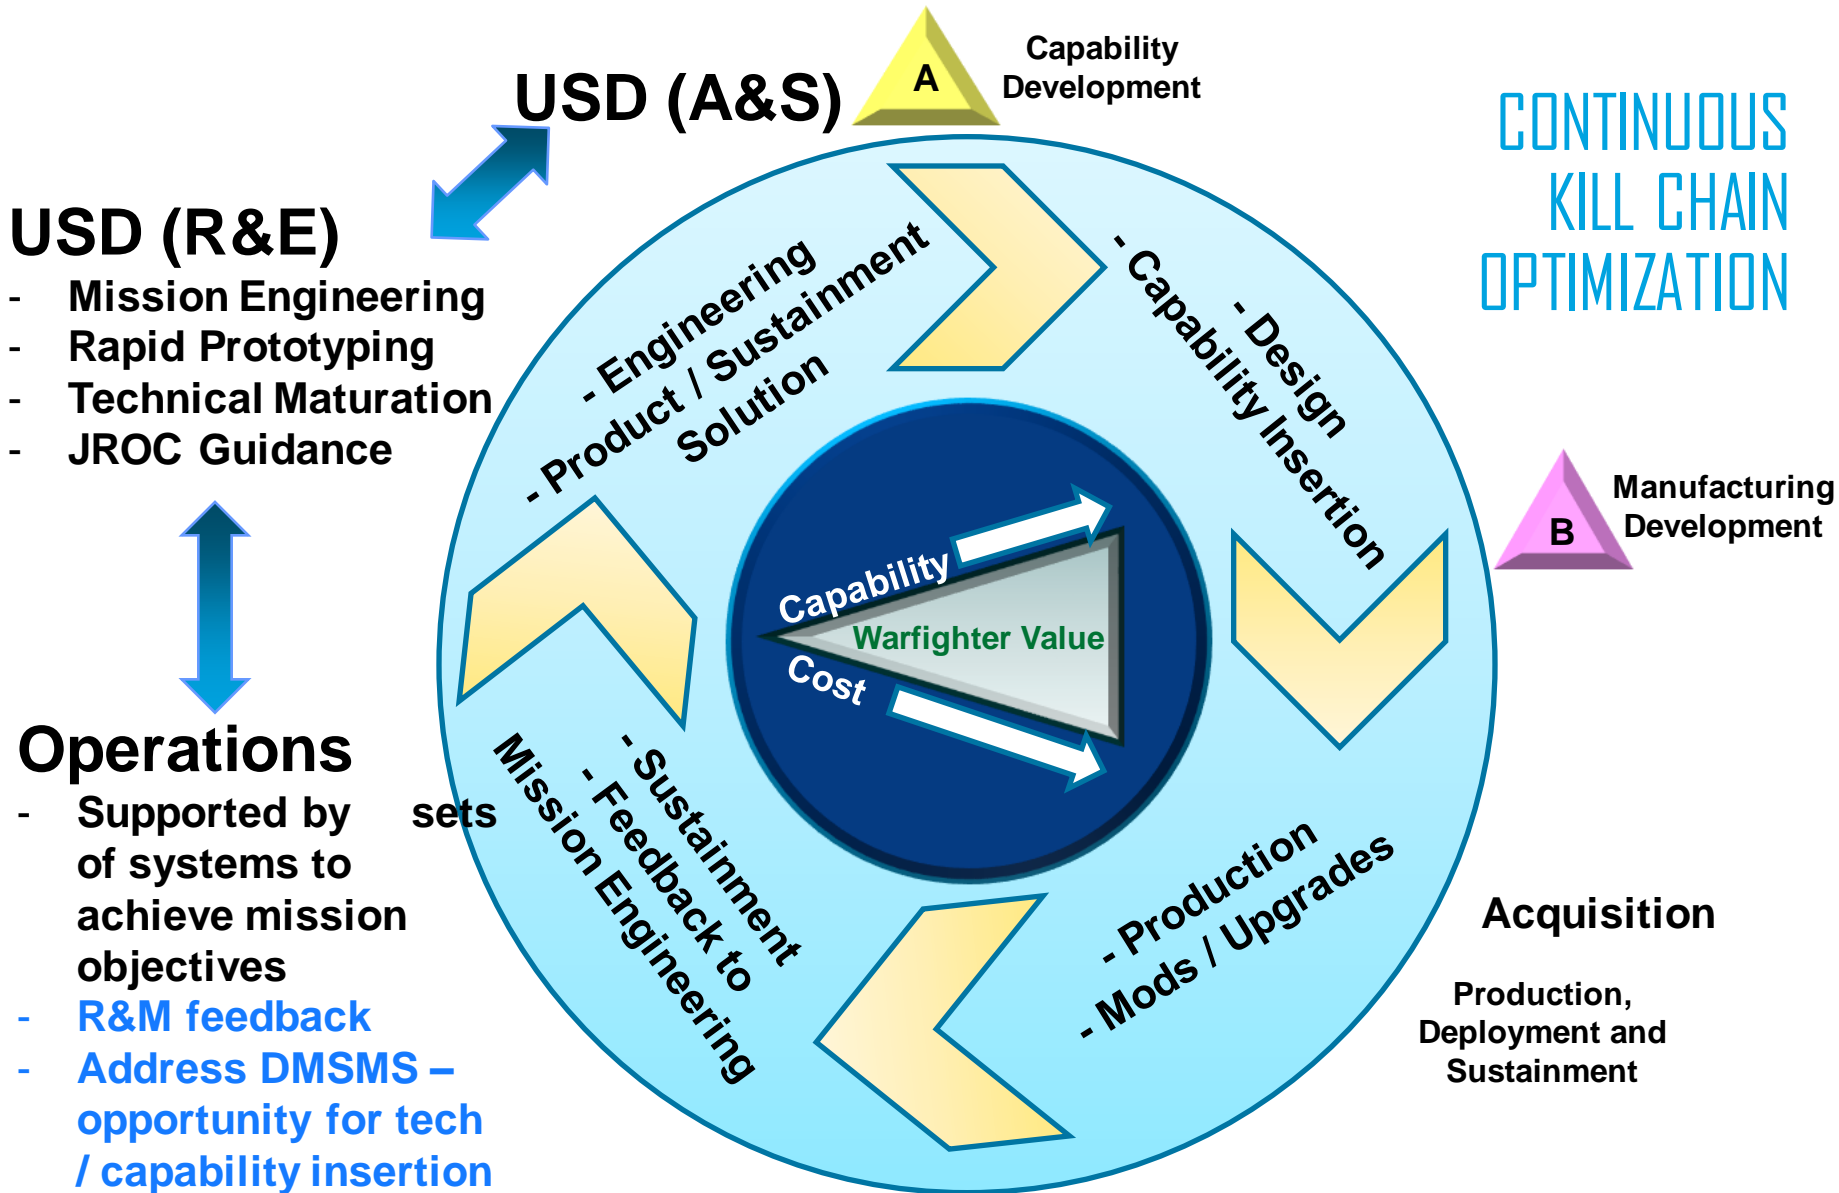 USD (A&S)
A
Capability
Development
CONTINUOUS
KILL CHAIN
OPTIMIZATION
USD (R&E)
- Mission Engineering
- Rapid Prototyping
- Technical Maturation
- JROC Guidance
- Engineering
- Product / Sustainment
Solution
- Design
- Capability Insertion
B
Manufacturing
Development
Capability
Warfighter Value
Cost
Operations
- Supported by sets
of systems to
achieve mission
objectives
- R&M feedback
- Address DMSMS –
opportunity for tech
/ capability insertion
- Sustainment
- Feedback to
Mission Engineering
- Production
- Mods / Upgrades
Acquisition
Production,
Deployment and
Sustainment